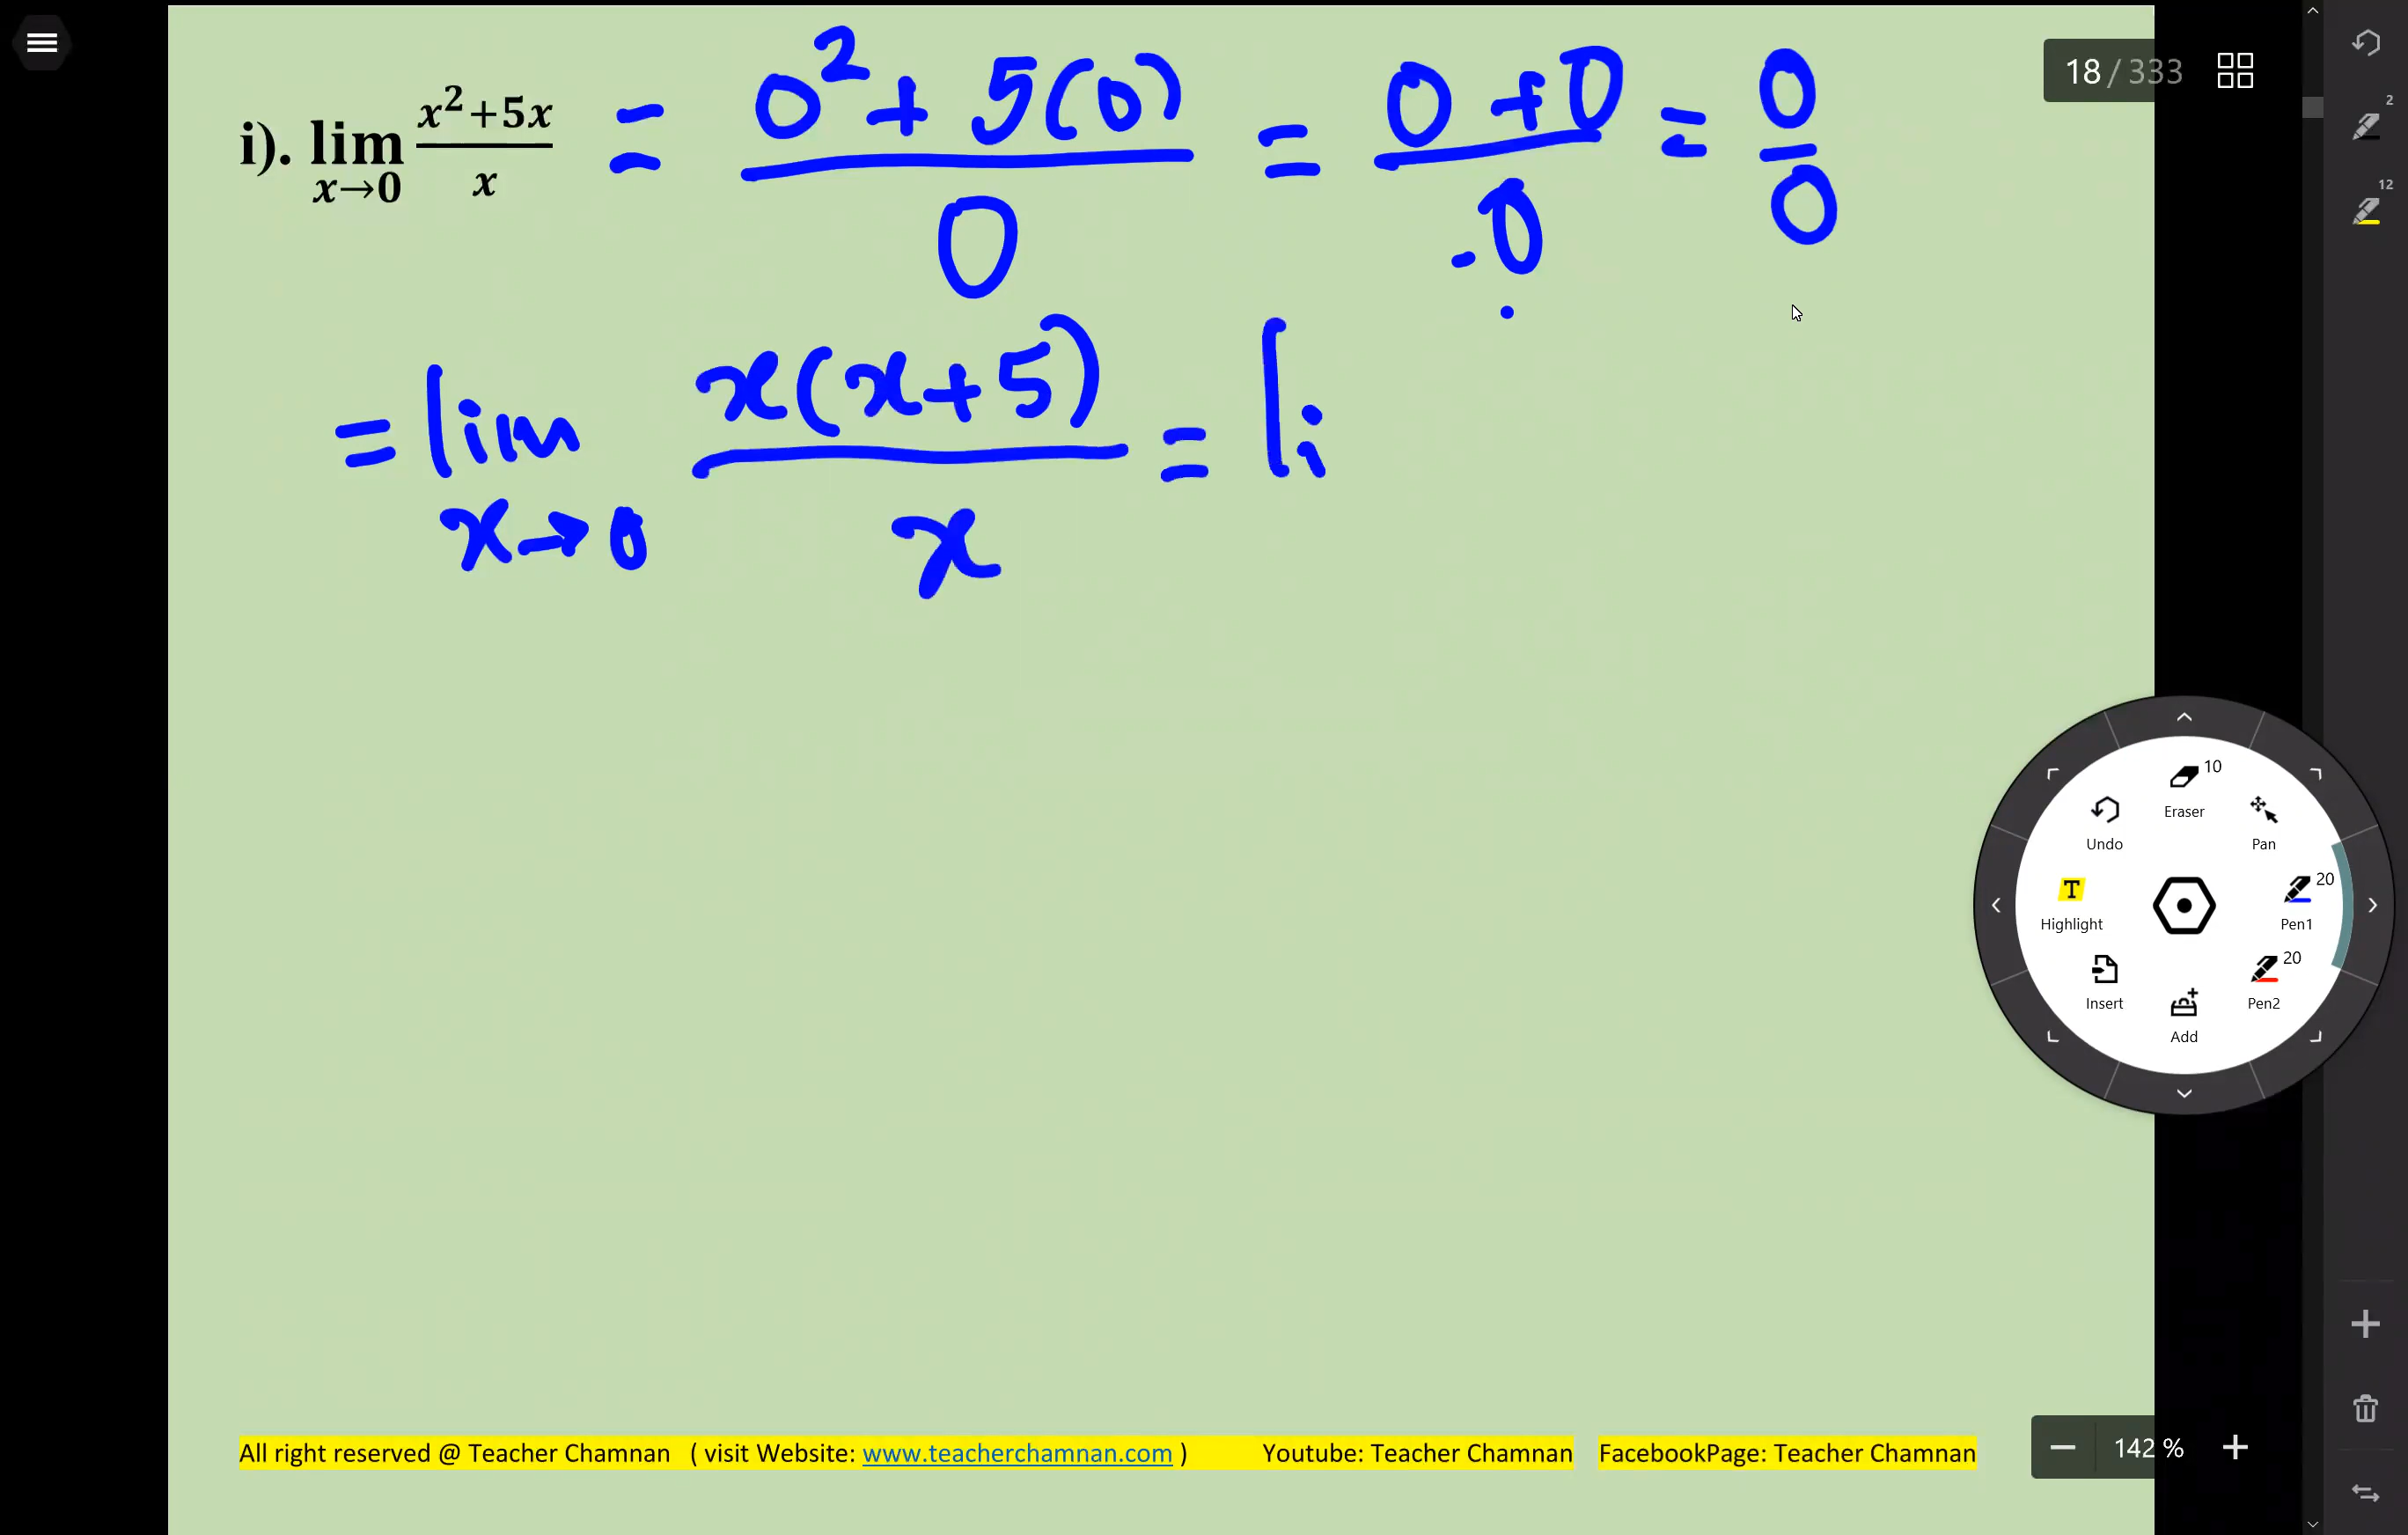 18 / 333
i). lim x→0 x²+5x / x = 0² + 5(0) / 0 = 0 + 0 / 0 = 0 / 0
= lim x→0 x(x+5) / x = li
2
12
10
Eraser
Undo
Pan
T
Highlight
20
Pen1
Insert
20
Pen2
Add
All right reserved @ Teacher Chamnan ( visit Website: www.teacherchamnan.com ) Youtube: Teacher Chamnan FacebookPage: Teacher Chamnan
142 %